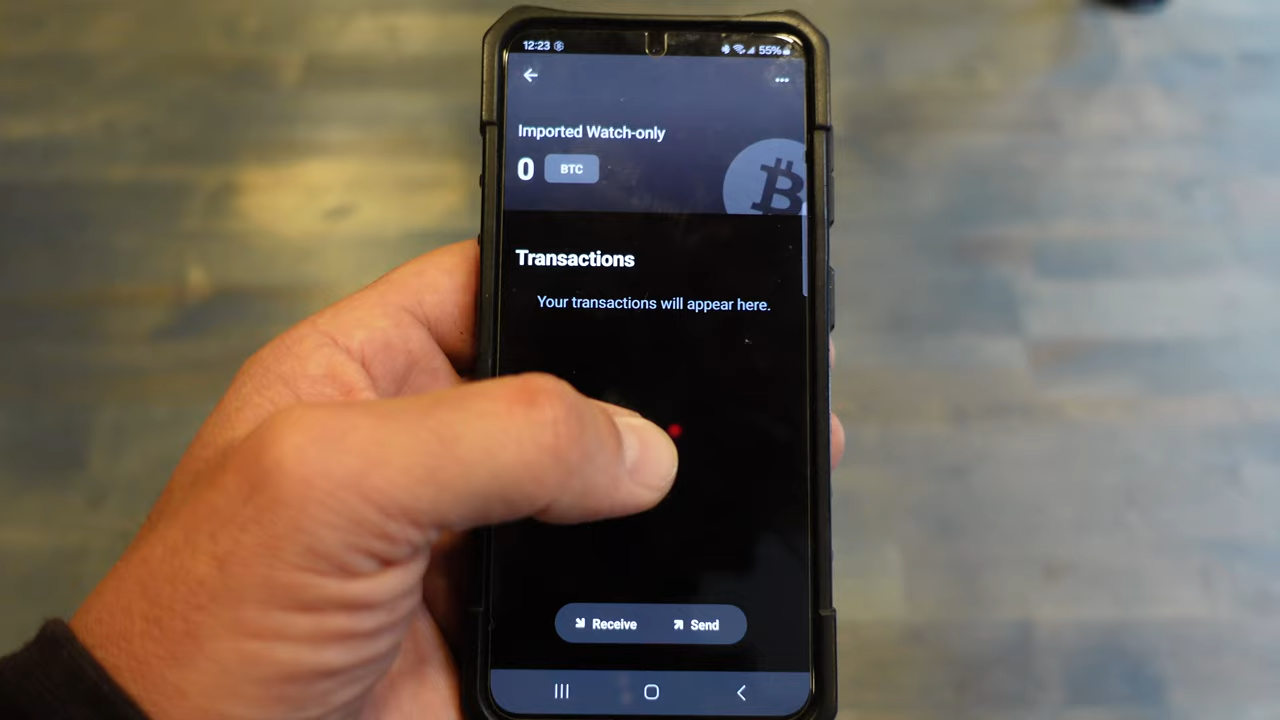 12:23
55%
Imported Watch-only
0 BTC
Transactions
Your transactions will appear here.
Receive Send